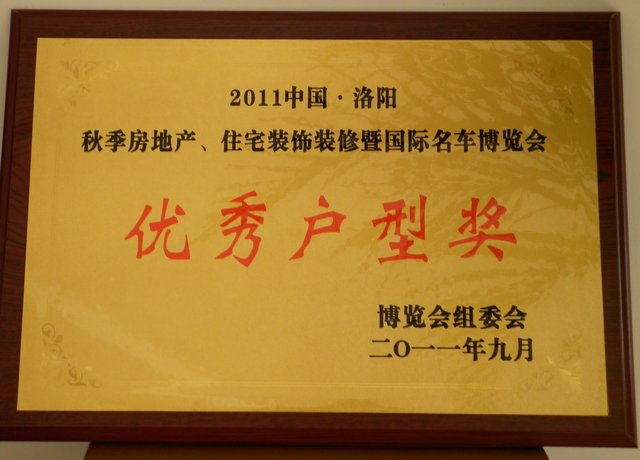 2011中国·洛阳
秋季房地产、住宅装饰装修暨国际名车博览会
优秀户型奖
博览会组委会
二O一一年九月